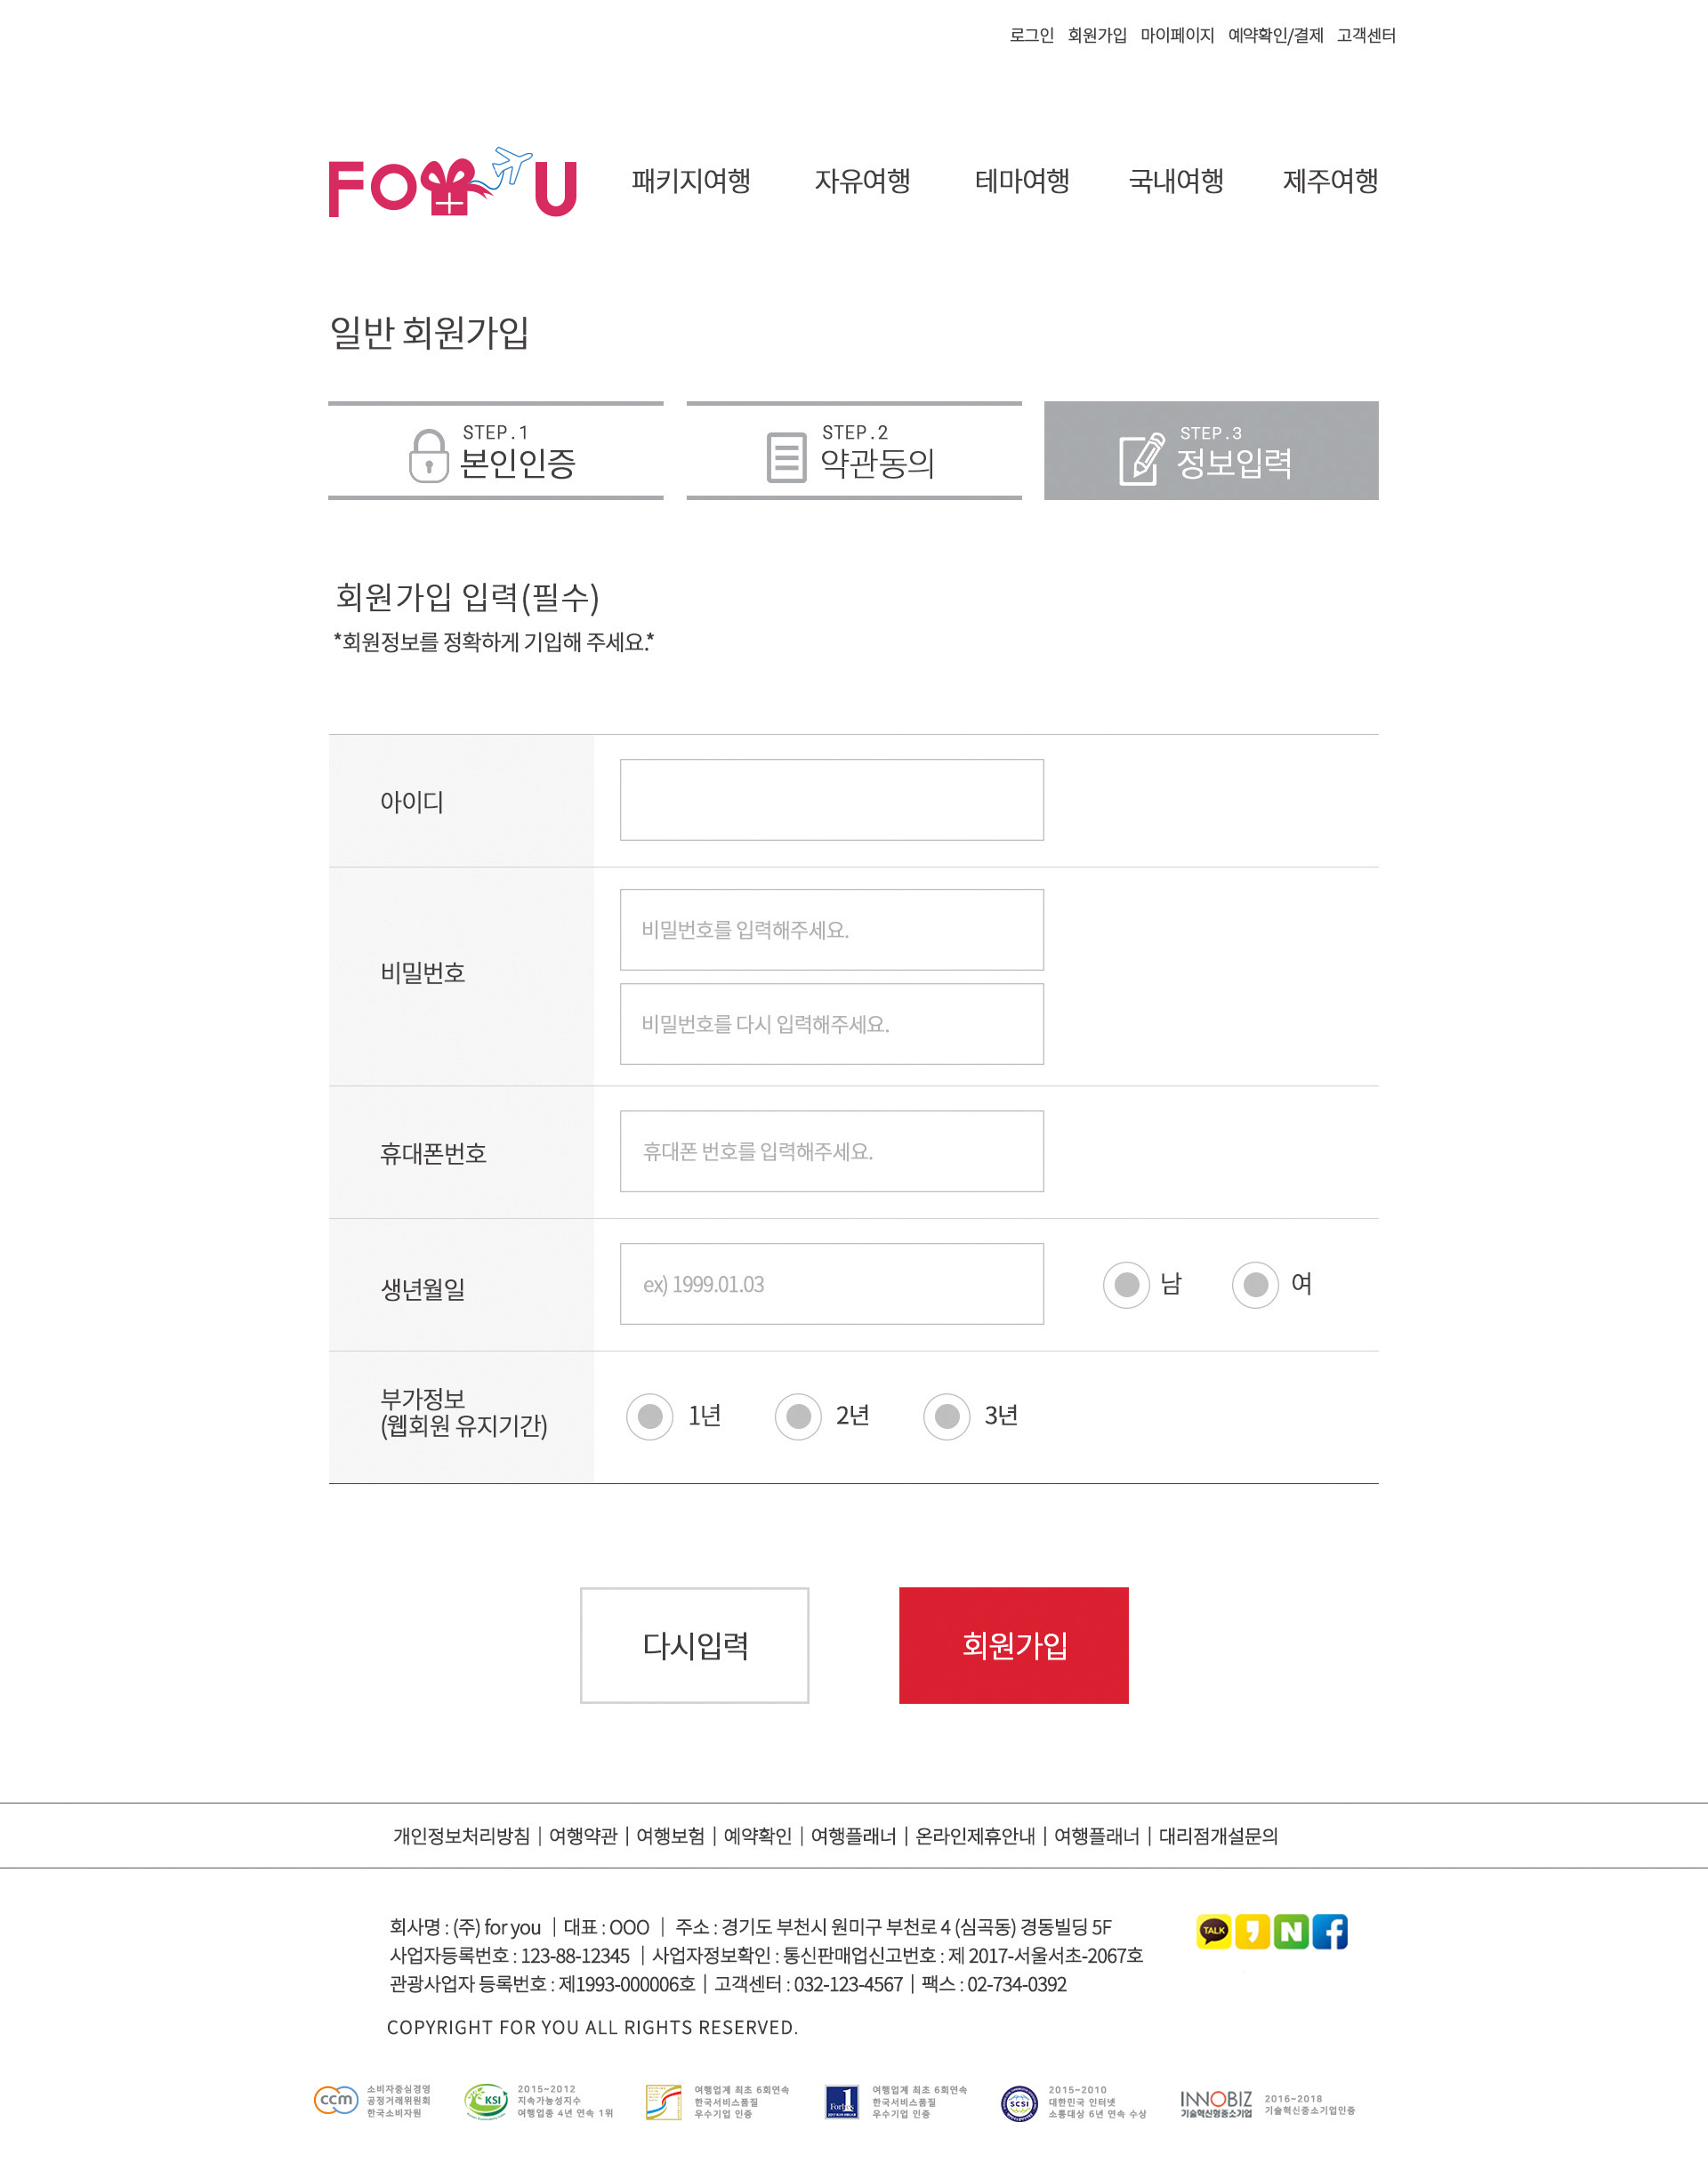 로그인 회원가입 마이페이지 예약확인/결제 고객센터
FO U 패키지여행 자유여행 테마여행 국내여행 제주여행
일반 회원가입
STEP.1
본인인증
STEP.2
약관동의
STEP.3
정보입력
회원가입 입력(필수)
*회원정보를 정확하게 기입해 주세요.*
아이디
비밀번호
비밀번호를 입력해주세요.
비밀번호를 다시 입력해주세요.
휴대폰번호
휴대폰 번호를 입력해주세요.
생년월일
ex) 1999.01.03
남 여
부가정보
(웹회원 유지기간)
1년 2년 3년
다시입력 회원가입
개인정보처리방침 | 여행약관 | 여행보험 | 예약확인 | 여행플래너 | 온라인제휴안내 | 여행플래너 | 대리점개설문의
회사명 : (주) for you | 대표 : OOO | 주소 : 경기도 부천시 원미구 부천로 4 (심곡동) 경동빌딩 5F
사업자등록번호 : 123-88-12345 | 사업자정보확인 : 통신판매업신고번호 : 제 2017-서울서초-2067호
관광사업자 등록번호 : 제1993-000006호 | 고객센터 : 032-123-4567 | 팩스 : 02-734-0392
TALK N f
COPYRIGHT FOR YOU ALL RIGHTS RESERVED.
ccm
소비자중심경영
공정거래위원회
한국소비자원
KSI
2015-2012
지속가능성지수
여행업종 4년 연속 1위
여행업계 최초 6회연속
한국서비스품질
우수기업 인증
1
여행업계 최초 6회연속
한국서비스품질
우수기업 인증
SCSI
2015-2010
대한민국 인터넷
소통대상 6년 연속 수상
INNOBIZ
기술혁신형중소기업
2016-2018
기술혁신중소기업인증